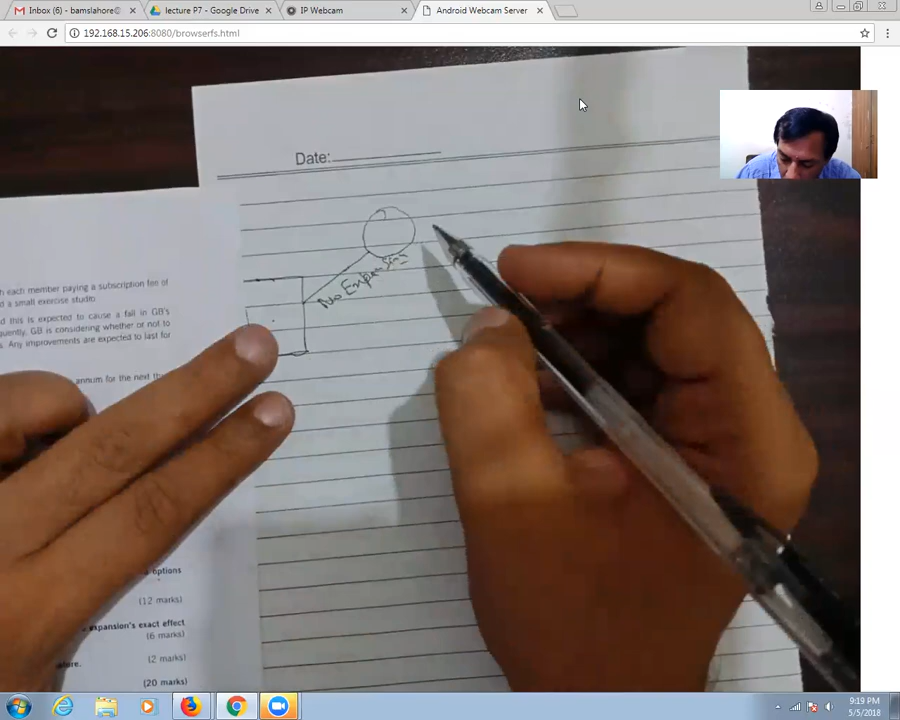 Inbox (6) - bamslahore@
lecture P7 - Google Drive
IP Webcam
Android Webcam Server
192.168.15.206:8080/browserfs.html
Date:
No Expansion
h each member paying a subscription fee of
d a small exercise studio
d this is expected to cause a fall in GB's
quently, GB is considering whether or not to
s. Any improvements are expected to last for
annum for the next th
options
(12 marks)
expansion's exact effect
(6 marks)
(2 marks)
(20 marks)
9:19 PM
5/5/2018